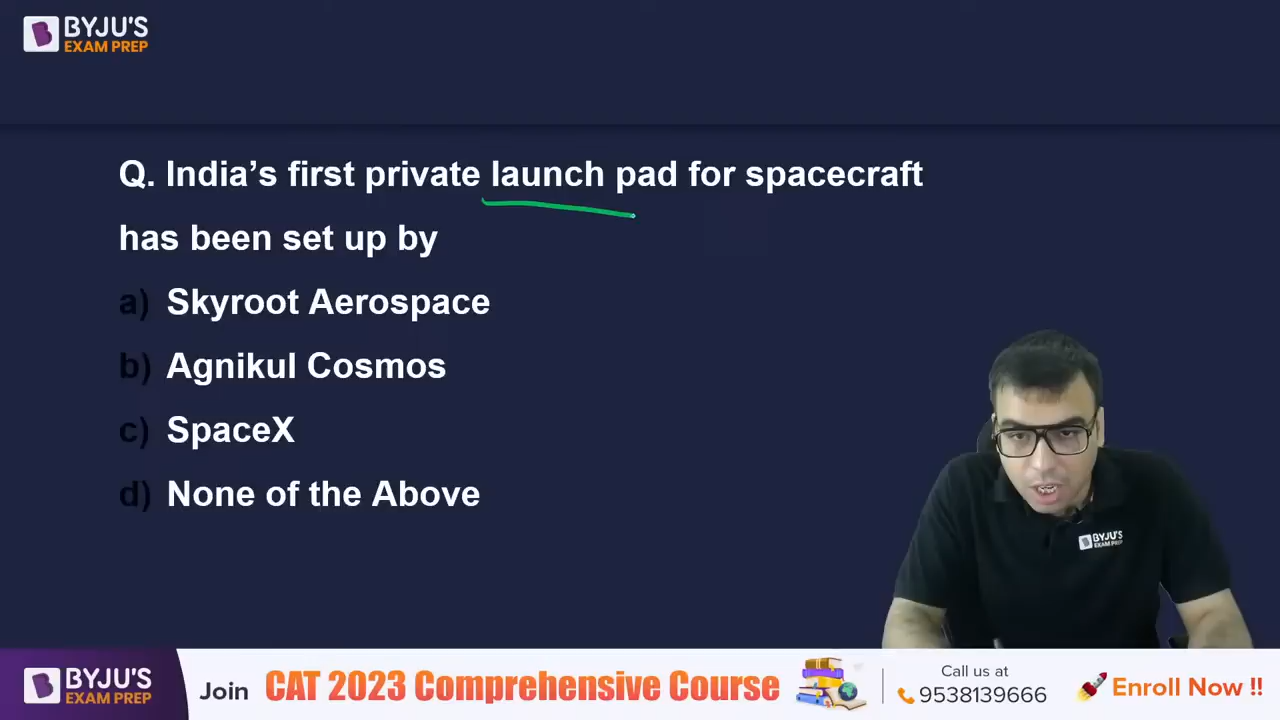 BYJU'S
EXAM PREP
Q. India’s first private launch pad for spacecraft
has been set up by
a) Skyroot Aerospace
b) Agnikul Cosmos
c) SpaceX
d) None of the Above
BYJU'S
EXAM PREP
BYJU'S
EXAM PREP
Join CAT 2023 Comprehensive Course
Call us at
9538139666
Enroll Now !!